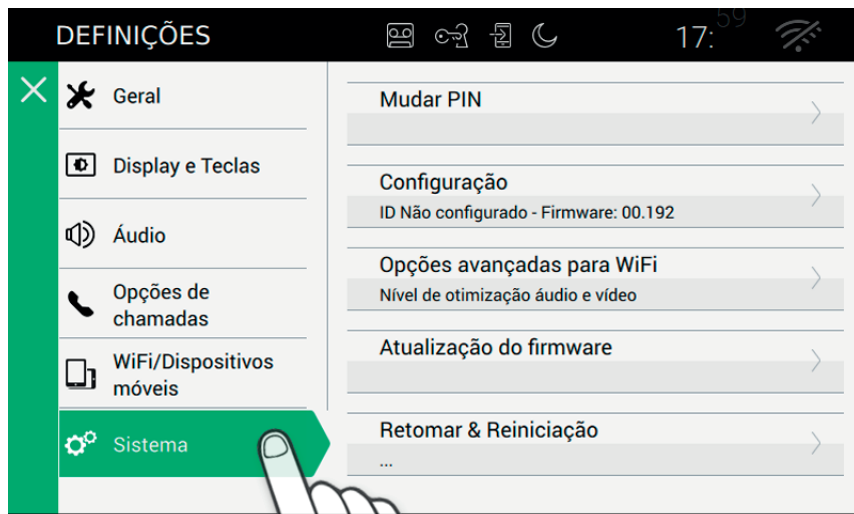 DEFINIÇÕES
17:59
Geral
Display e Teclas
Áudio
Opções de
chamadas
WiFi/Dispositivos
móveis
Sistema
Mudar PIN
Configuração
ID Não configurado - Firmware: 00.192
Opções avançadas para WiFi
Nível de otimização áudio e vídeo
Atualização do firmware
Retomar & Reiniciação
...